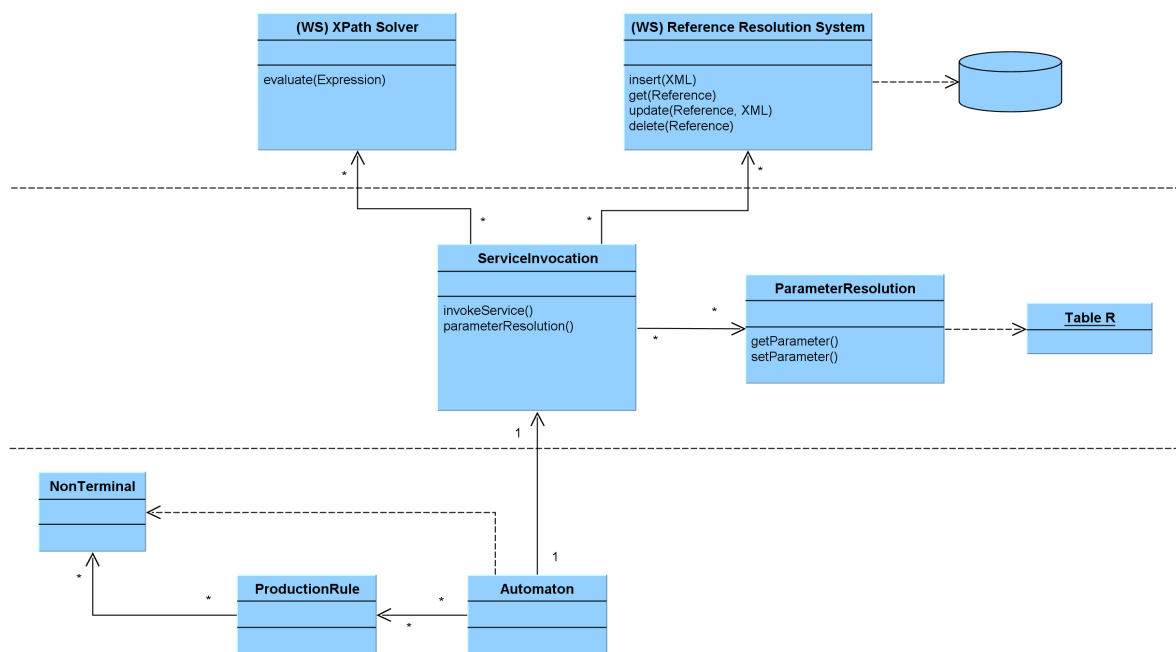 (WS) XPath Solver
evaluate(Expression)
(WS) Reference Resolution System
insert(XML)
get(Reference)
update(Reference, XML)
delete(Reference)
*
*
*
*
ServiceInvocation
invokeService()
parameterResolution()
*
*
ParameterResolution
getParameter()
setParameter()
Table R
1
1
NonTerminal
*
*
ProductionRule
*
*
Automaton